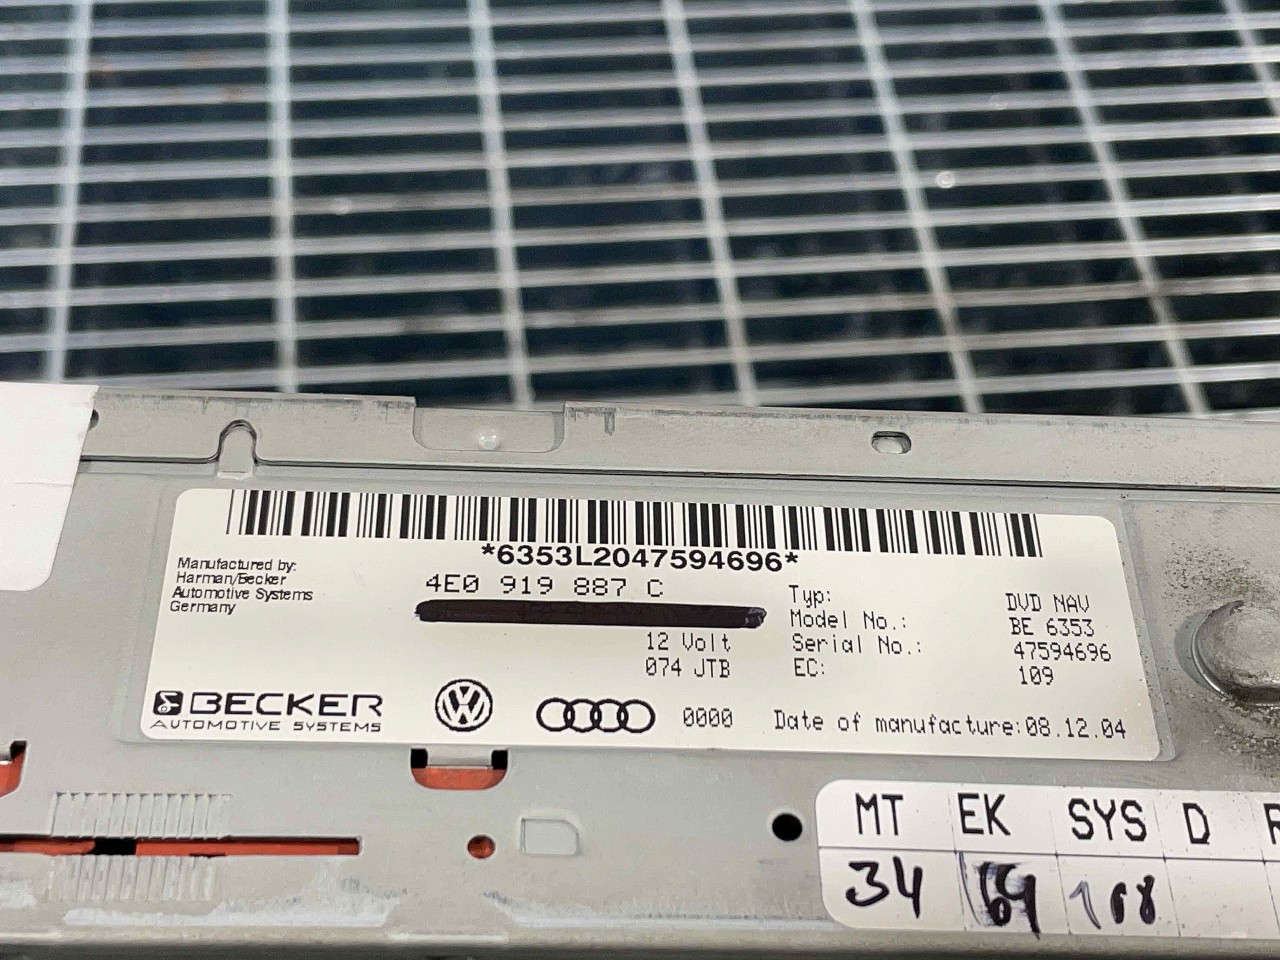 *6353L2047594696*
Manufactured by:
Harman/Becker
Automotive Systems
Germany
4E0 919 887 C
12 Volt
074 JTB
Typ: DVD NAV
Model No.: BE 6353
Serial No.: 47594696
EC: 109
BECKER
AUTOMOTIVE SYSTEMS
0000
Date of manufacture: 08.12.04
MT EK SYS D
34 69 108